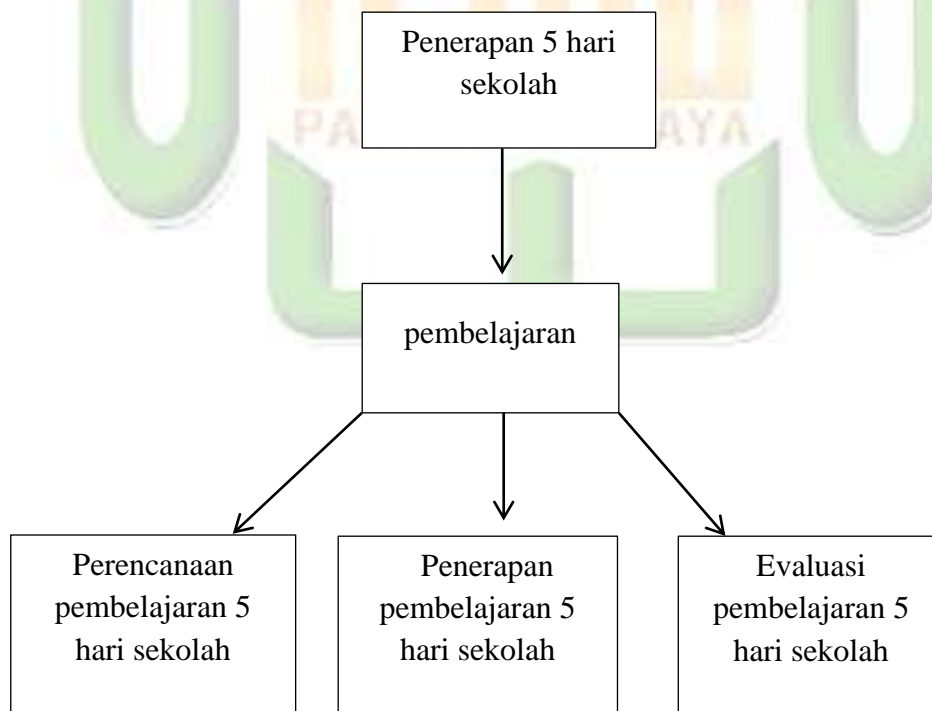 Penerapan 5 hari
sekolah
pembelajaran
Perencanaan
pembelajaran 5
hari sekolah
Penerapan
pembelajaran 5
hari sekolah
Evaluasi
pembelajaran 5
hari sekolah